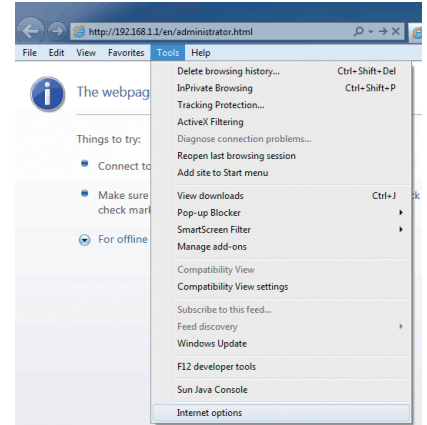 http://192.168.1.1/en/administrator.html
File Edit View Favorites Tools Help
Delete browsing history... Ctrl+Shift+Del
InPrivate Browsing Ctrl+Shift+P
Tracking Protection...
ActiveX Filtering
Diagnose connection problems...
Reopen last browsing session
Add site to Start menu
View downloads Ctrl+J
Pop-up Blocker
SmartScreen Filter
Manage add-ons
Compatibility View
Compatibility View settings
Subscribe to this feed...
Feed discovery
Windows Update
F12 developer tools
Sun Java Console
Internet options
The webpag
Things to try:
Connect to
Make sure
check mark
For offline